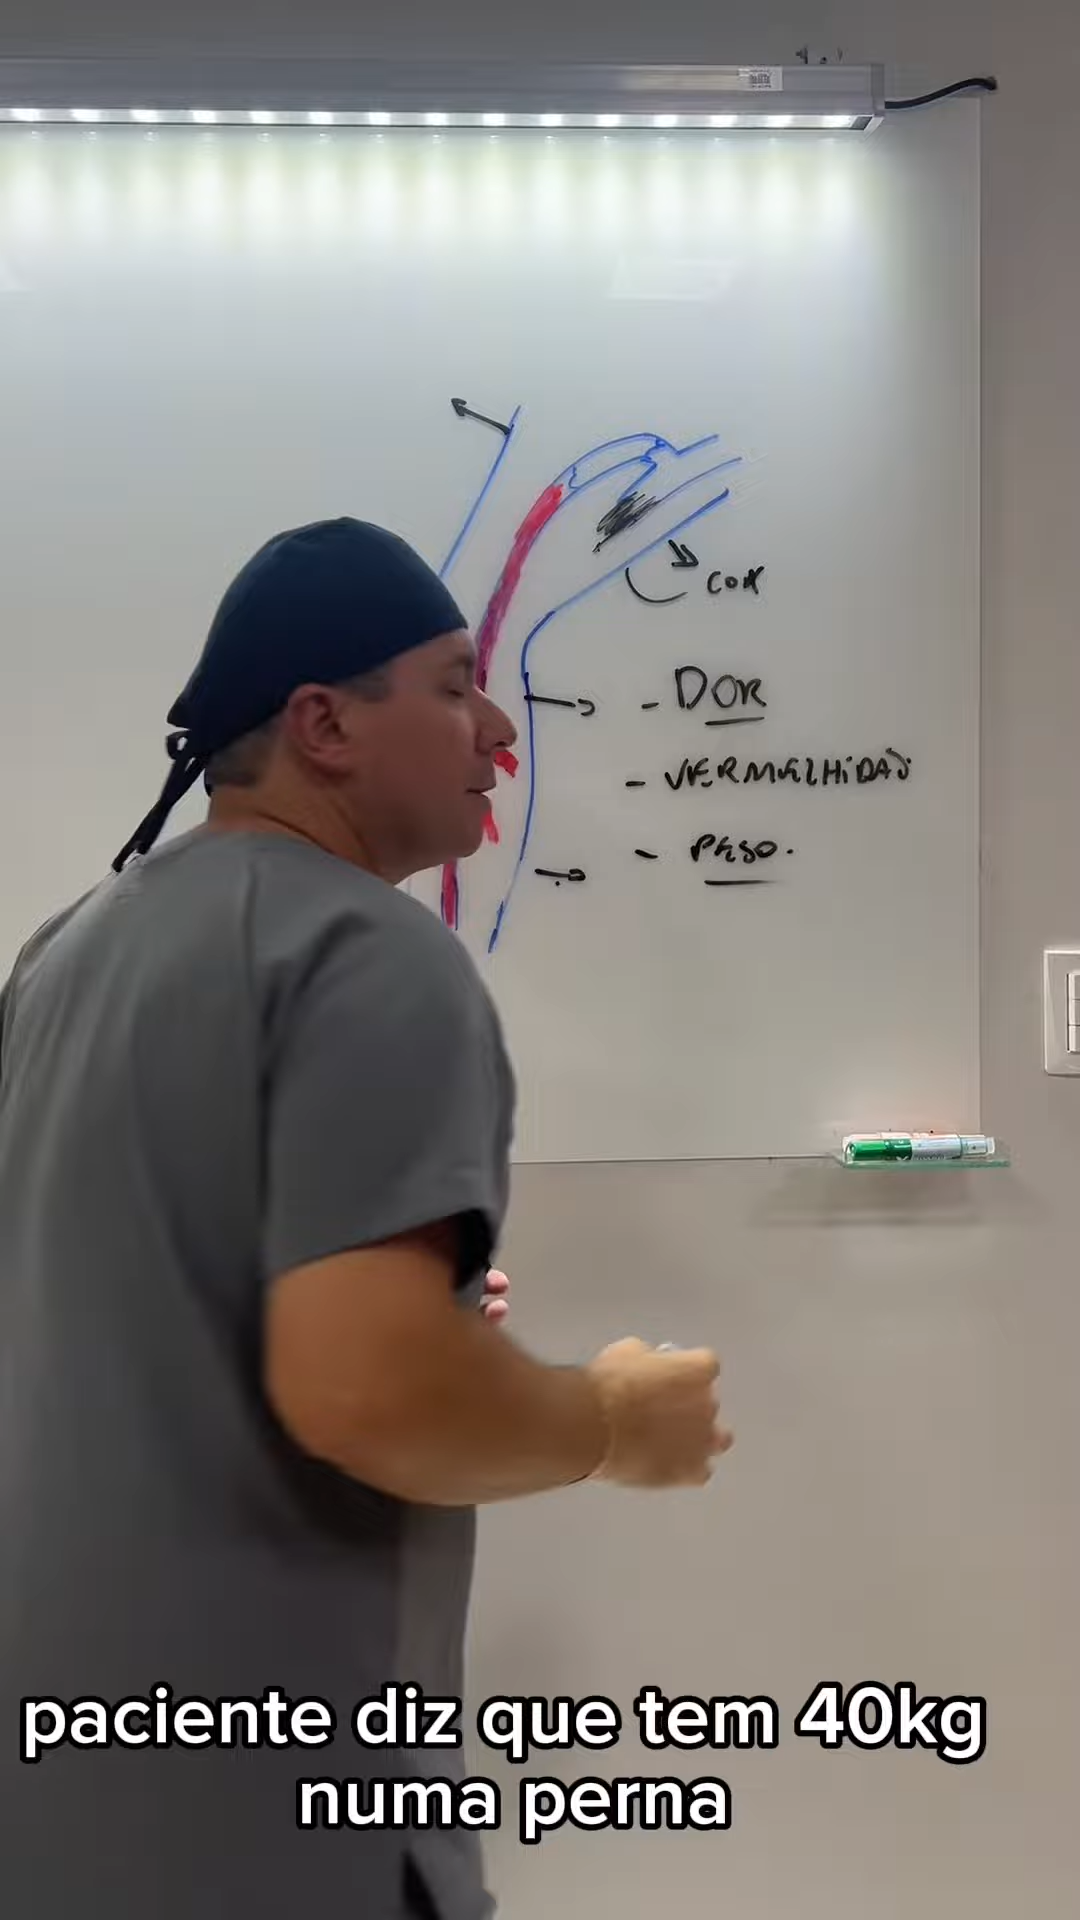 COX
- DOR
- VERMELHIDÃO
- PESO.
paciente diz que tem 40kg
numa perna